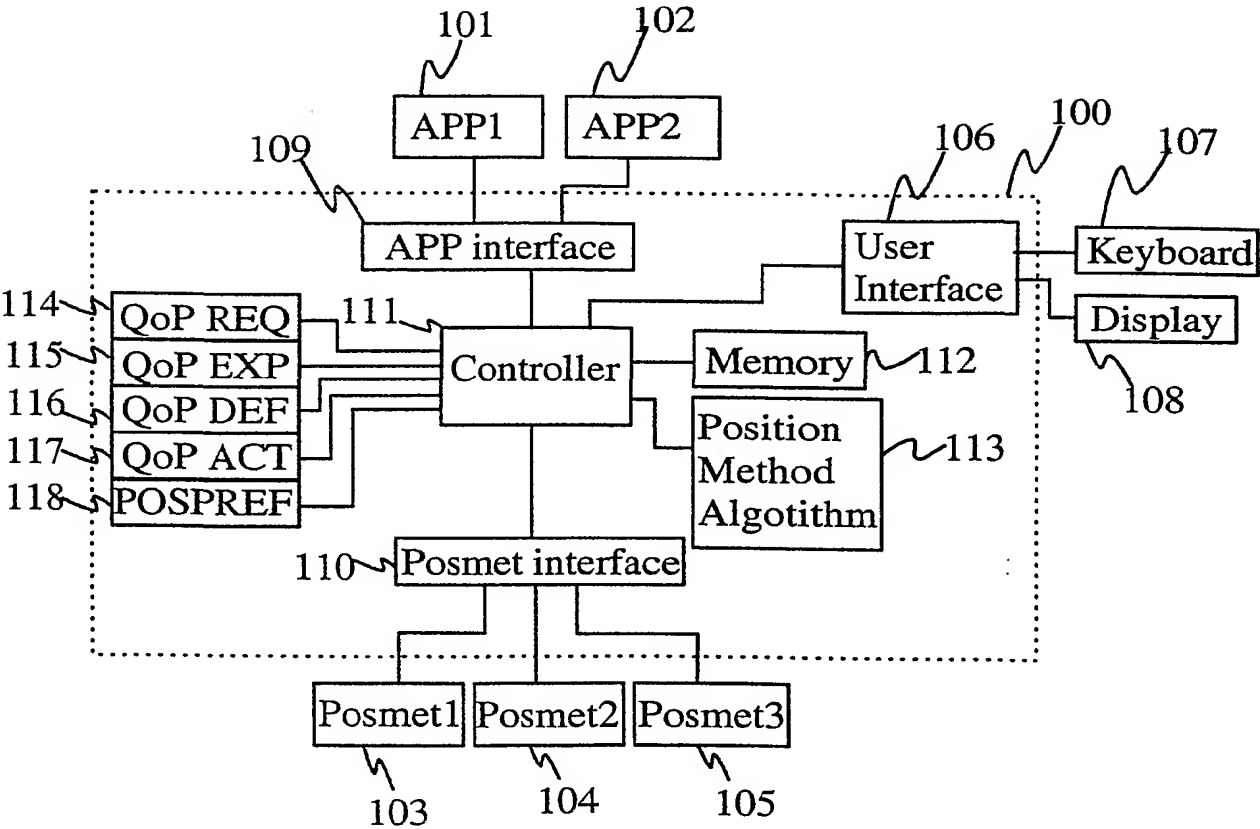 101
102
APP1
APP2
109
106
100
107
APP interface
User
Interface
Keyboard
Display
108
114
QoP REQ
111
115
QoP EXP
Controller
Memory
112
116
QoP DEF
117
QoP ACT
118
POSPREF
Position
Method
Algotithm
113
110
Posmet interface
Posmet1
Posmet2
Posmet3
103
104
105